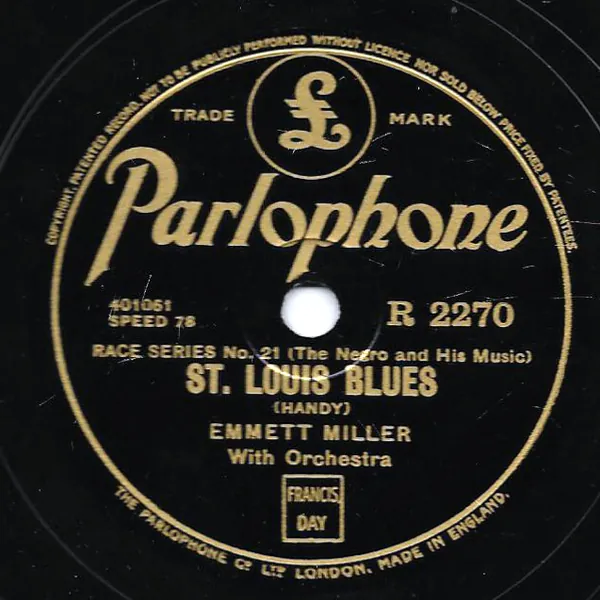 COPYRIGHT. PATENTED RECORD. NOT TO BE PUBLICLY PERFORMED WITHOUT LICENCE NOR SOLD BELOW PRICE FIXED BY PATENTEES.
TRADE £ MARK
Parlophone
401061
SPEED 78
R 2270
RACE SERIES No. 21 (The Negro and His Music)
ST. LOUIS BLUES
(HANDY)
EMMETT MILLER
With Orchestra
FRANCIS,
DAY
THE PARLOPHONE Co LTD LONDON. MADE IN ENGLAND.